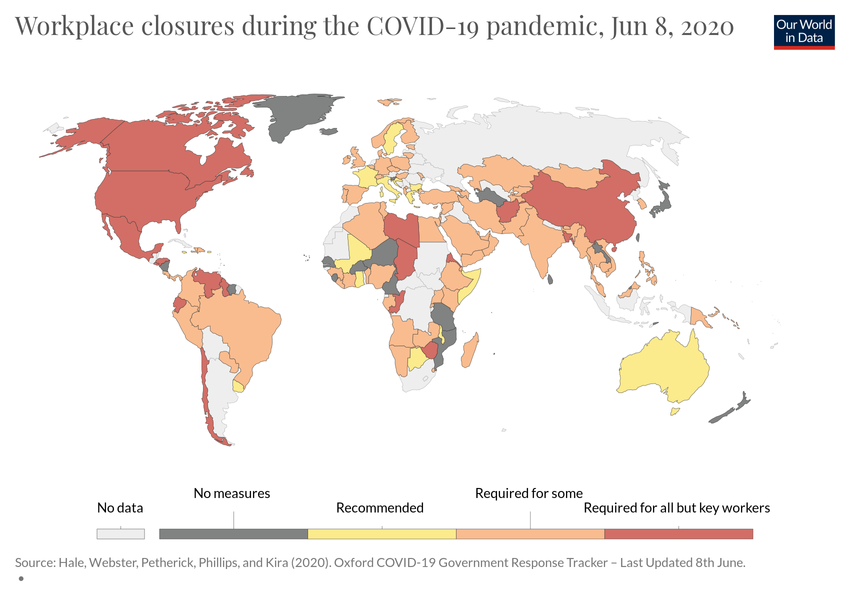 Workplace closures during the COVID-19 pandemic, Jun 8, 2020
Our World
in Data
No data
No measures
Recommended
Required for some
Required for all but key workers
Source: Hale, Webster, Petherick, Phillips, and Kira (2020). Oxford COVID-19 Government Response Tracker – Last Updated 8th June.